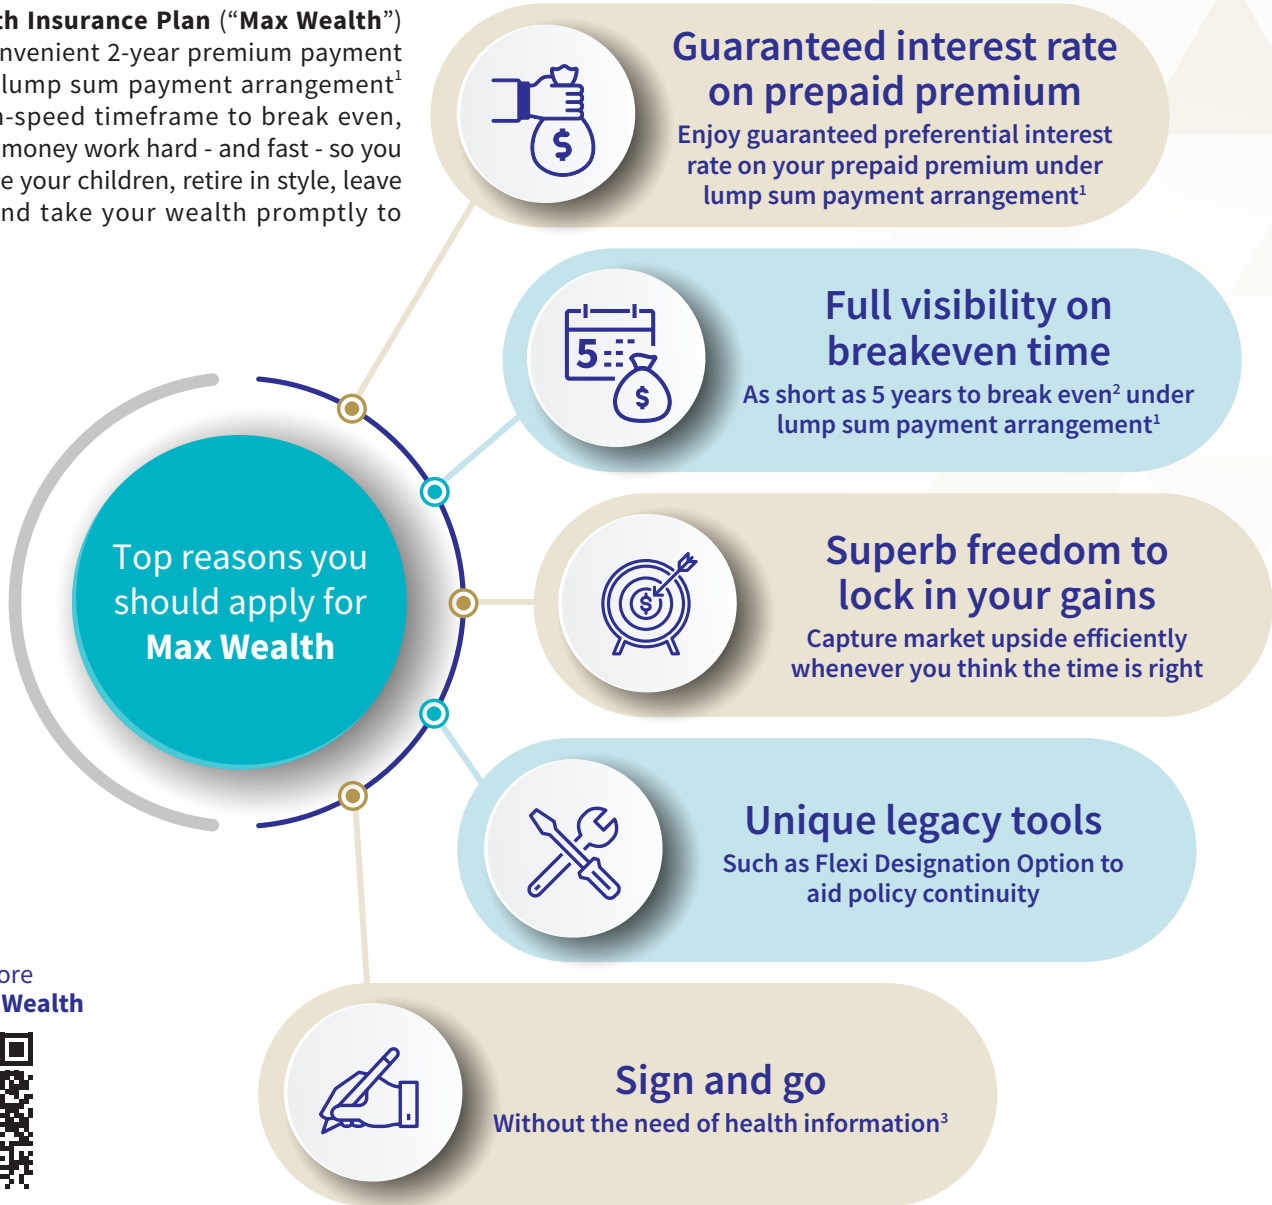 th Insurance Plan (“Max Wealth”)
nvenient 2-year premium payment
lump sum payment arrangement¹
-speed timeframe to break even,
money work hard - and fast - so you
e your children, retire in style, leave
nd take your wealth promptly to
Guaranteed interest rate
on prepaid premium
Enjoy guaranteed preferential interest
rate on your prepaid premium under
lump sum payment arrangement¹
Full visibility on
breakeven time
5
$
As short as 5 years to break even² under
lump sum payment arrangement¹
Top reasons you
should apply for
Max Wealth
Superb freedom to
lock in your gains
Capture market upside efficiently
whenever you think the time is right
Unique legacy tools
Such as Flexi Designation Option to
aid policy continuity
ore
Wealth
Sign and go
Without the need of health information³